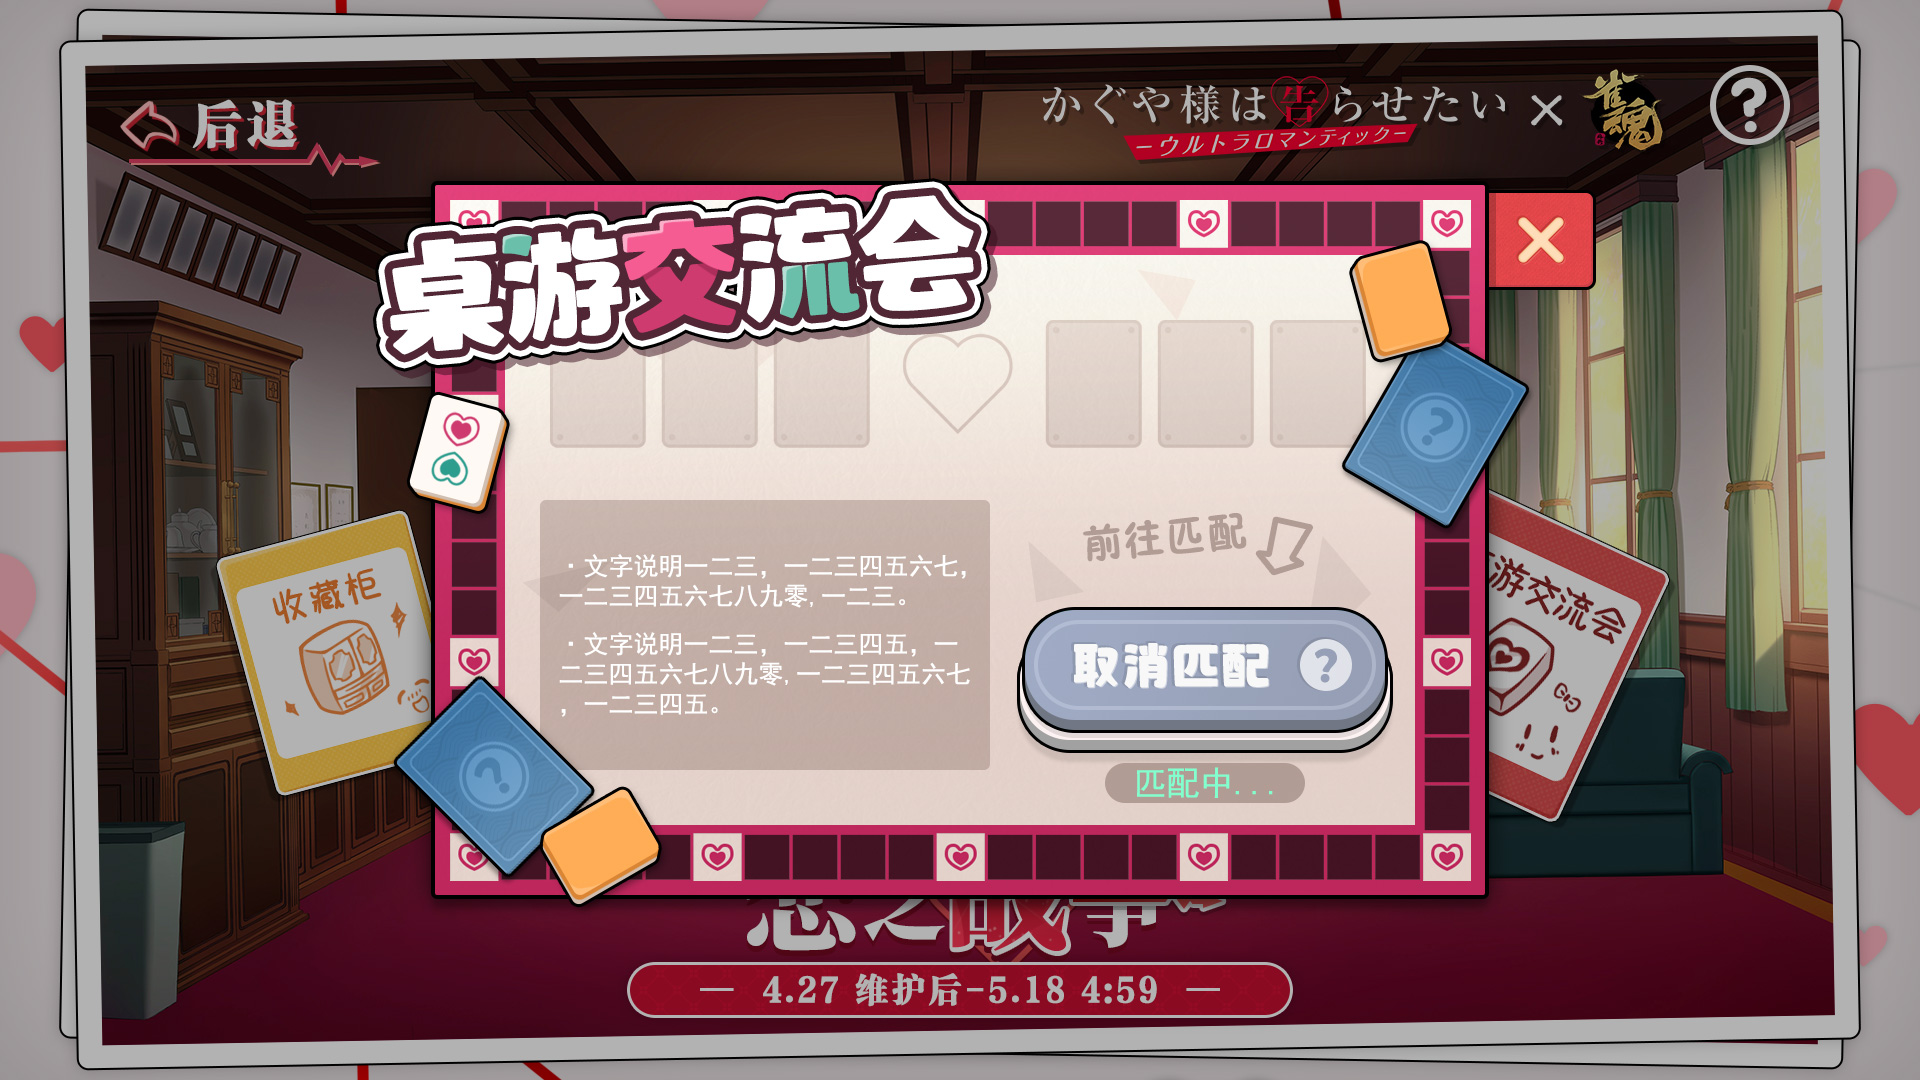 后退
かぐや様は告らせたい × 雀魂
ーウルトラロマンティックー
?
桌游交流会
收藏柜
前往匹配
・文字说明一二三，一二三四五六七，
一二三四五六七八九零,一二三。
・文字说明一二三，一二三四五，一
二三四五六七八九零,一二三四五六七
，一二三四五。
取消匹配 ?
匹配中...
游交流会
?
?
恋之战争
— 4.27 维护后-5.18 4:59 —